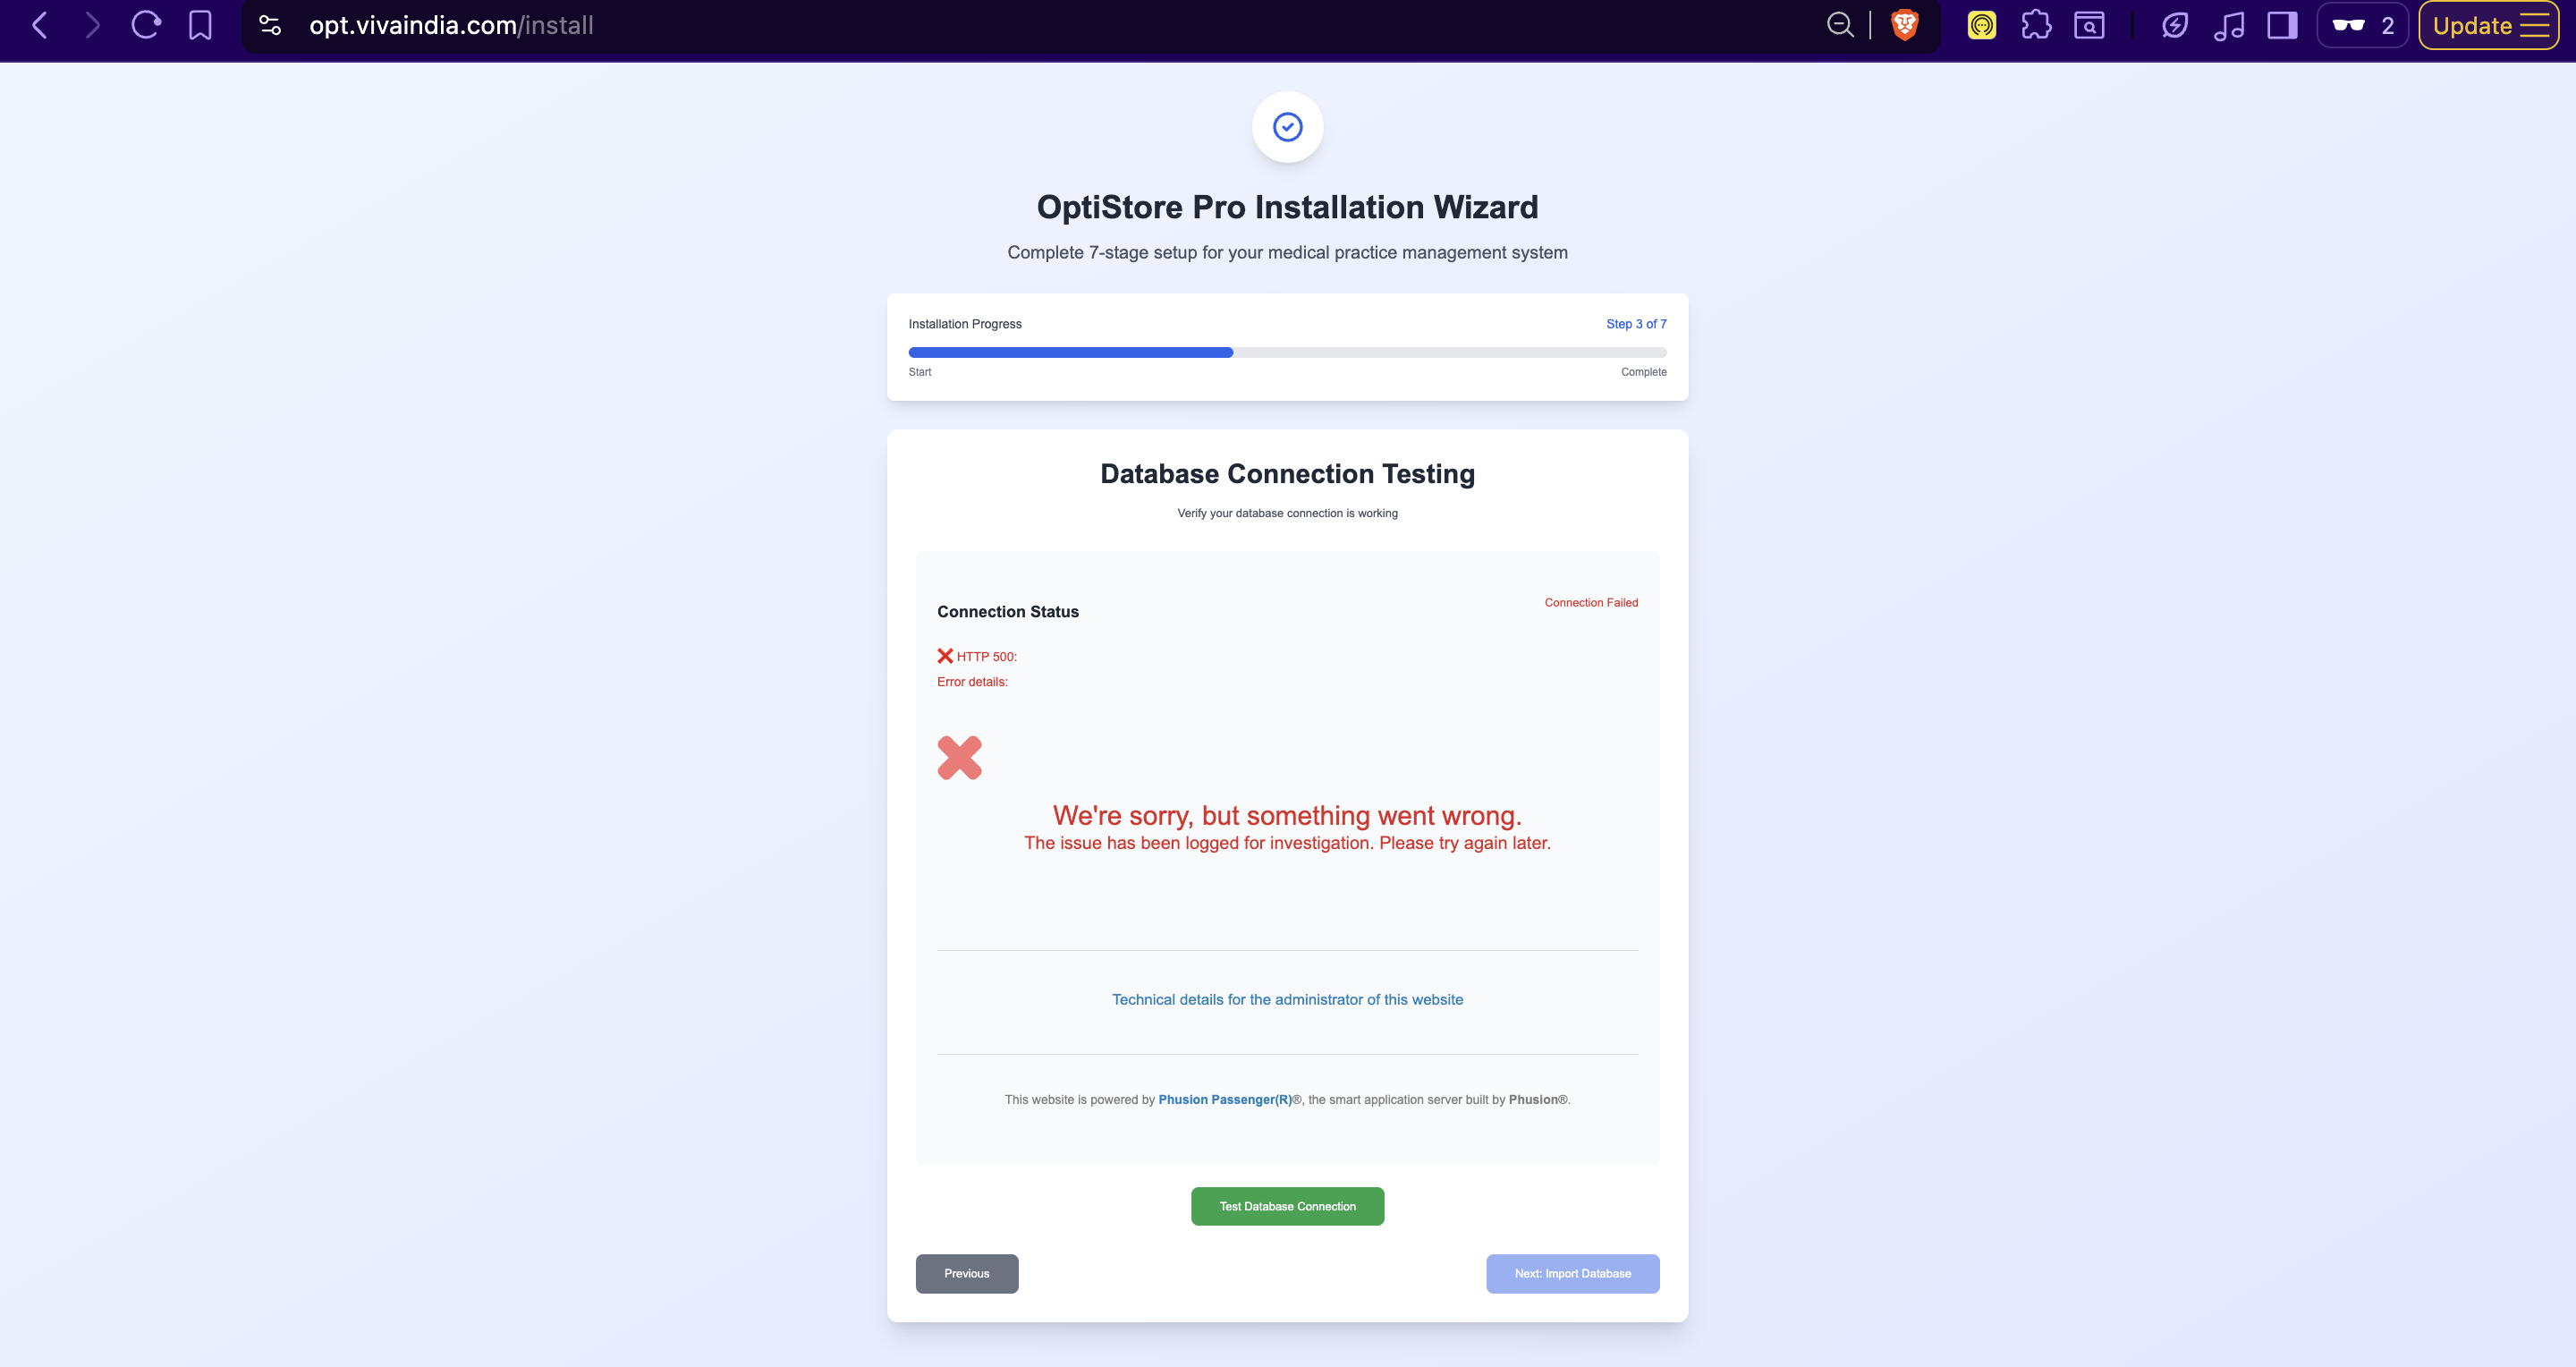 opt.vivaindia.com/install
2
Update
OptiStore Pro Installation Wizard
Complete 7-stage setup for your medical practice management system
Installation Progress
Step 3 of 7
Start
Complete
Database Connection Testing
Verify your database connection is working
Connection Status
Connection Failed
❌ HTTP 500:
Error details:
We're sorry, but something went wrong.
The issue has been logged for investigation. Please try again later.
Technical details for the administrator of this website
This website is powered by Phusion Passenger(R)®, the smart application server built by Phusion®.
Test Database Connection
Previous
Next: Import Database